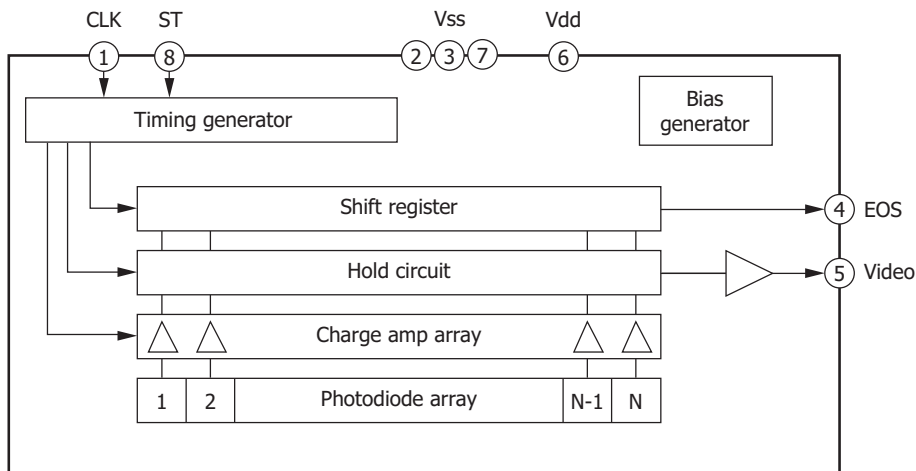 CLK ST Vss Vdd
1 8 2 3 7 6
Bias
generator
Timing generator
Shift register
4 EOS
Hold circuit
5 Video
Charge amp array
1 2 Photodiode array N-1 N